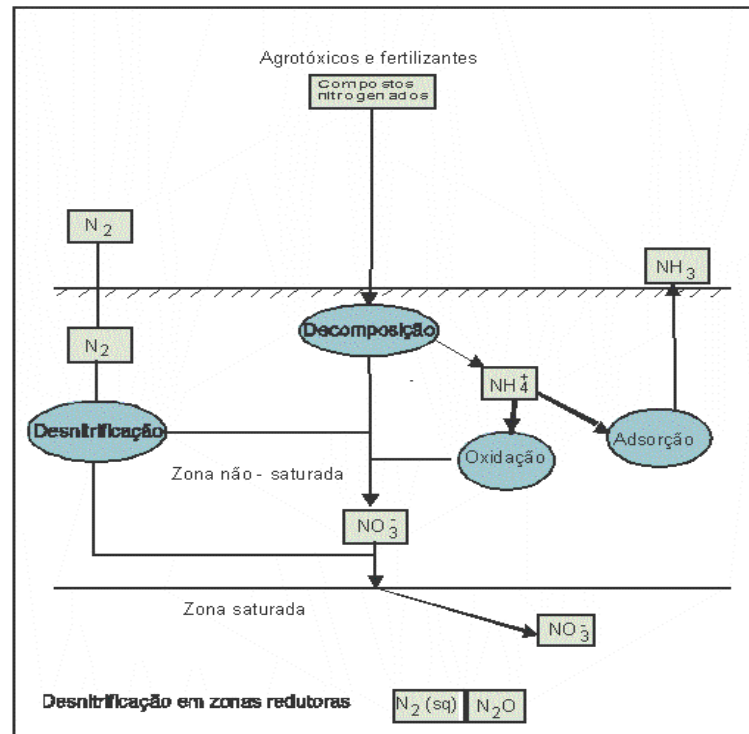 Agrotóxicos e fertilizantes
Compostos
nitrogenados
N2
NH3
Decomposição
N2
NH4+
Desnitrificação
Adsorção
Oxidação
Zona não - saturada
NO3-
Zona saturada
NO3-
Desnitrificação em zonas redutoras
N2 (sq) N2O